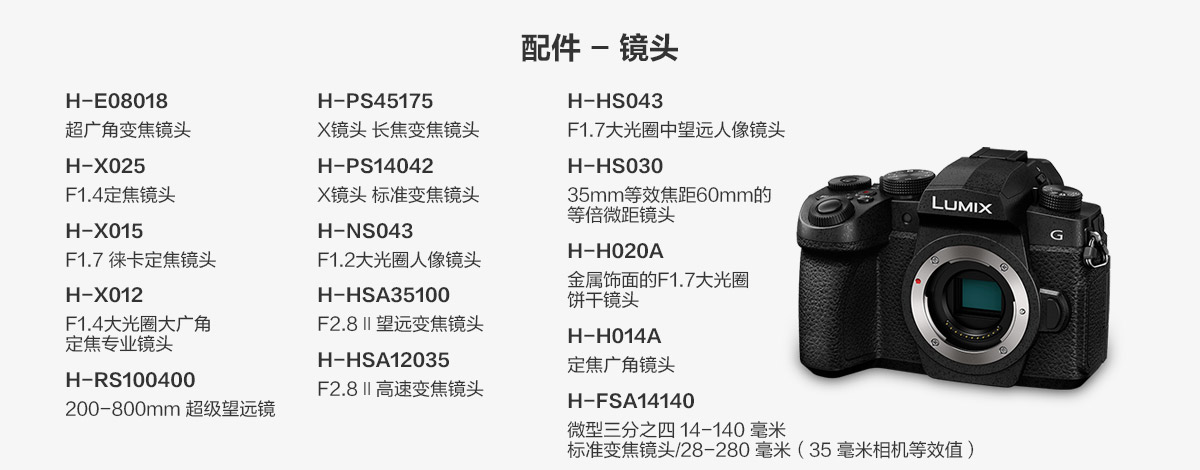 配件 - 镜头
H-E08018
超广角变焦镜头
H-X025
F1.4定焦镜头
H-X015
F1.7 徕卡定焦镜头
H-X012
F1.4大光圈大广角
定焦专业镜头
H-RS100400
200-800mm 超级望远镜
H-PS45175
X镜头 长焦变焦镜头
H-PS14042
X镜头 标准变焦镜头
H-NS043
F1.2大光圈人像镜头
H-HSA35100
F2.8 II 望远变焦镜头
H-HSA12035
F2.8 II 高速变焦镜头
H-HS043
F1.7大光圈中望远人像镜头
H-HS030
35mm等效焦距60mm的
等倍微距镜头
H-H020A
金属饰面的F1.7大光圈
饼干镜头
H-H014A
定焦广角镜头
H-FSA14140
微型三分之四 14-140 毫米
标准变焦镜头/28-280 毫米（35 毫米相机等效值）
LUMIX
G